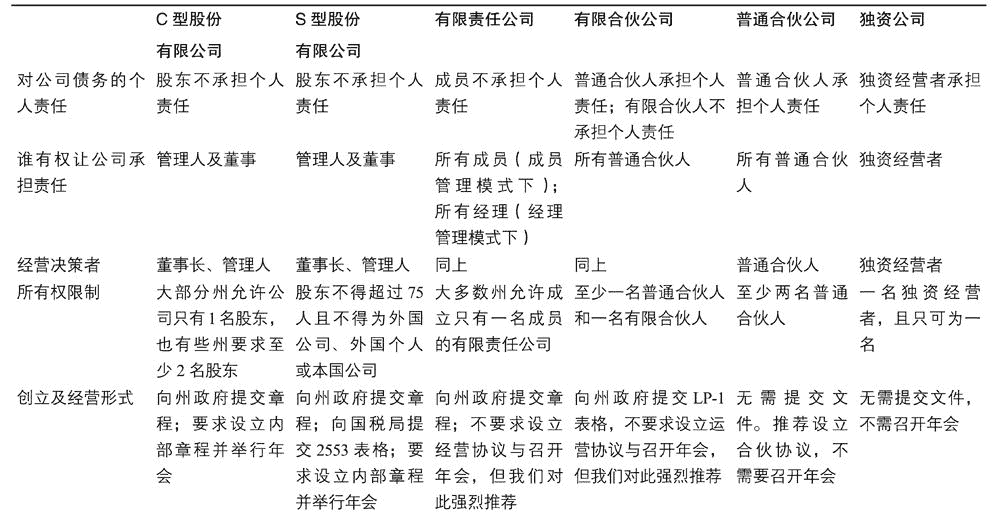 C 型股份 S 型股份 有限责任公司 有限合伙公司 普通合伙公司 独资公司
有限公司 有限公司
对公司债务的个 股东不承担个人 股东不承担个人 成员不承担个人 普通合伙人承担个人 普通合伙人承 独资经营者承担
人责任 责任 责任 责任 责任；有限合伙人不 担个人责任 个人责任
承担个人责任
谁有权让公司承 管理人及董事 管理人及董事 所有成员（成员 所有普通合伙人 所有普通合伙 独资经营者
担责任 管理模式下）； 人
所有经理（经理
管理模式下）
经营决策者 董事长、管理人 董事长、管理人 同上 同上 普通合伙人 独资经营者
所有权限制 大部分州允许公 股东不得超过 75 大多数州允许成 至少一名普通合伙人 至少两名普通 一名独资经营
司只有 1 名股东， 人且不得为外国 立只有一名成员 和一名有限合伙人 合伙人 者，且只可为一
也有些州要求至 公司、外国个人 的有限责任公司 名
少 2 名股东 或本国公司
创立及经营形式 向州政府提交章 向州政府提交章 向州政府提交章 向州政府提交 LP-1 无需提交文 无需提交文件，
程；要求设立内 程；向国税局提 程；不要求设立 表格，不要求设立运 件。推荐设立 不需召开年会
部章程并举行年 交 2553 表格；要 经营协议与召开 营协议与召开年会， 合伙协议，不
会 求设立内部章程 年会，但我们对 但我们对此强烈推荐 需要召开年会
并举行年会 此强烈推荐